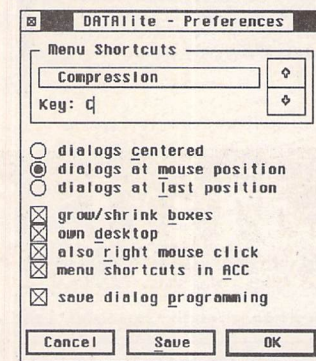 DATAlite - Preferences
Menu Shortcuts
Compression
Key: C
dialogs centered
dialogs at mouse position
dialogs at last position
grow/shrink boxes
own desktop
also right mouse click
menu shortcuts in ACC
save dialog programming
Cancel Save OK